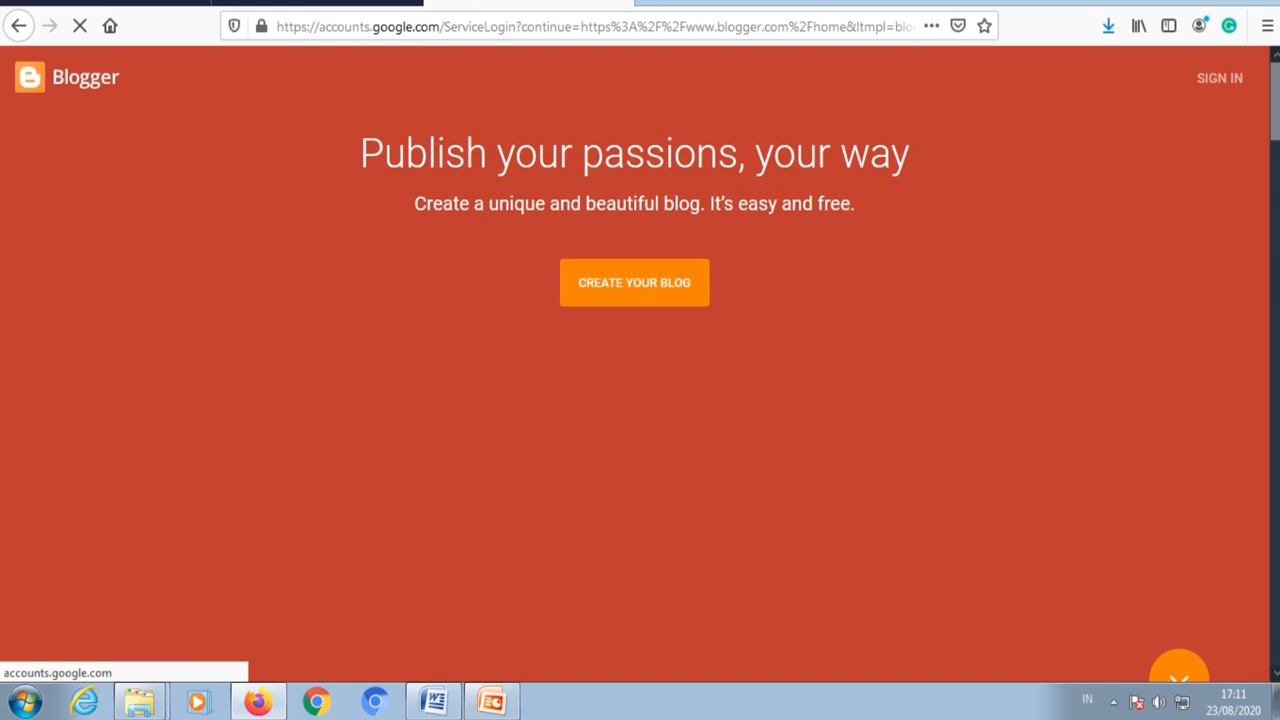 https://accounts.google.com/ServiceLogin?continue=https%3A%2F%2Fwww.blogger.com%2Fhome&ltmpl=blo
Blogger
SIGN IN
Publish your passions, your way
Create a unique and beautiful blog. It's easy and free.
CREATE YOUR BLOG
accounts.google.com
IN
17:11
23/08/2020